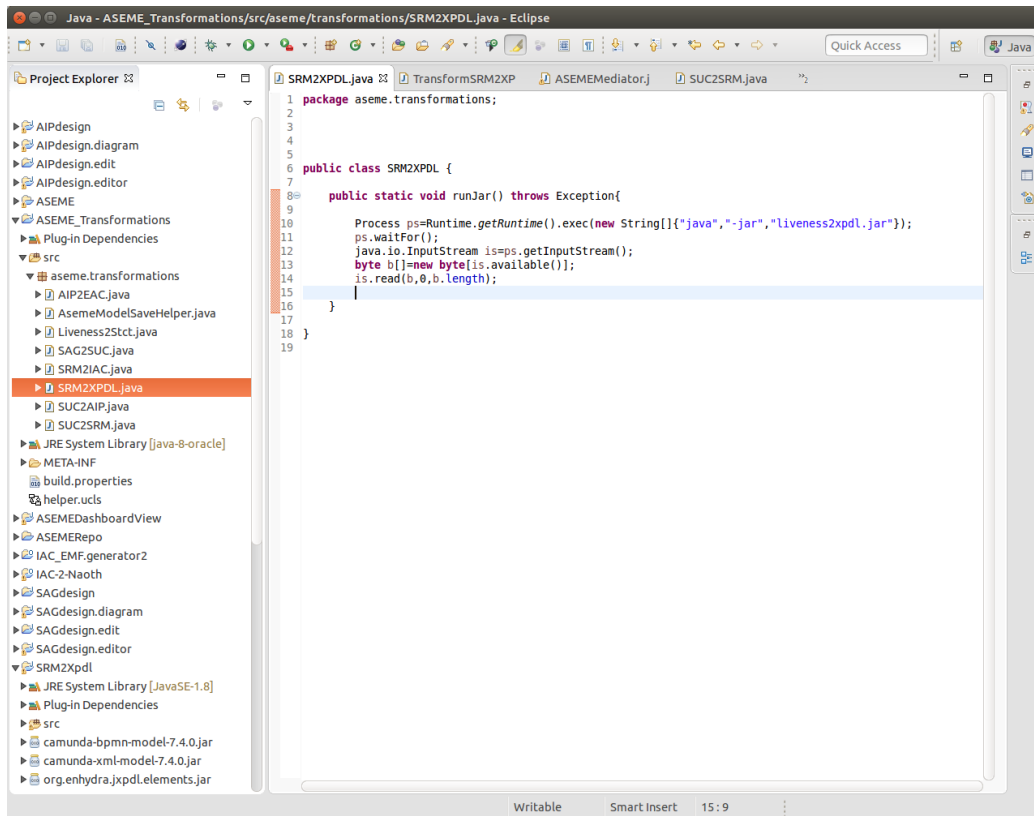 Java - ASEME_Transformations/src/aseme/transformations/SRM2XPDL.java - Eclipse
Quick Access
Java
Project Explorer
AIPdesign
AIPdesign.diagram
AIPdesign.edit
AIPdesign.editor
ASEME
ASEME_Transformations
Plug-in Dependencies
src
aseme.transformations
AIP2EAC.java
AsemeModelSaveHelper.java
Liveness2Stct.java
SAG2SUC.java
SRM2IAC.java
SRM2XPDL.java
SUC2AIP.java
SUC2SRM.java
JRE System Library [java-8-oracle]
META-INF
build.properties
helper.ucls
ASEMEDashboardView
ASEMERepo
IAC_EMF.generator2
IAC-2-Naoth
SAGdesign
SAGdesign.diagram
SAGdesign.edit
SAGdesign.editor
SRM2Xpdl
JRE System Library [JavaSE-1.8]
Plug-in Dependencies
src
camunda-bpmn-model-7.4.0.jar
camunda-xml-model-7.4.0.jar
org.enhydra.jxpdl.elements.jar
SRM2XPDL.java TransformSRM2XP ASEMEMediator.j SUC2SRM.java »2
1 package aseme.transformations;
2
3
4
5
6 public class SRM2XPDL {
7
8 public static void runJar() throws Exception{
9
10 Process ps=Runtime.getRuntime().exec(new String[]{"java","-jar","liveness2xpdl.jar"});
11 ps.waitFor();
12 java.io.InputStream is=ps.getInputStream();
13 byte b[]=new byte[is.available()];
14 is.read(b,0,b.length);
15
16 }
17
18 }
19
Writable Smart Insert 15 : 9